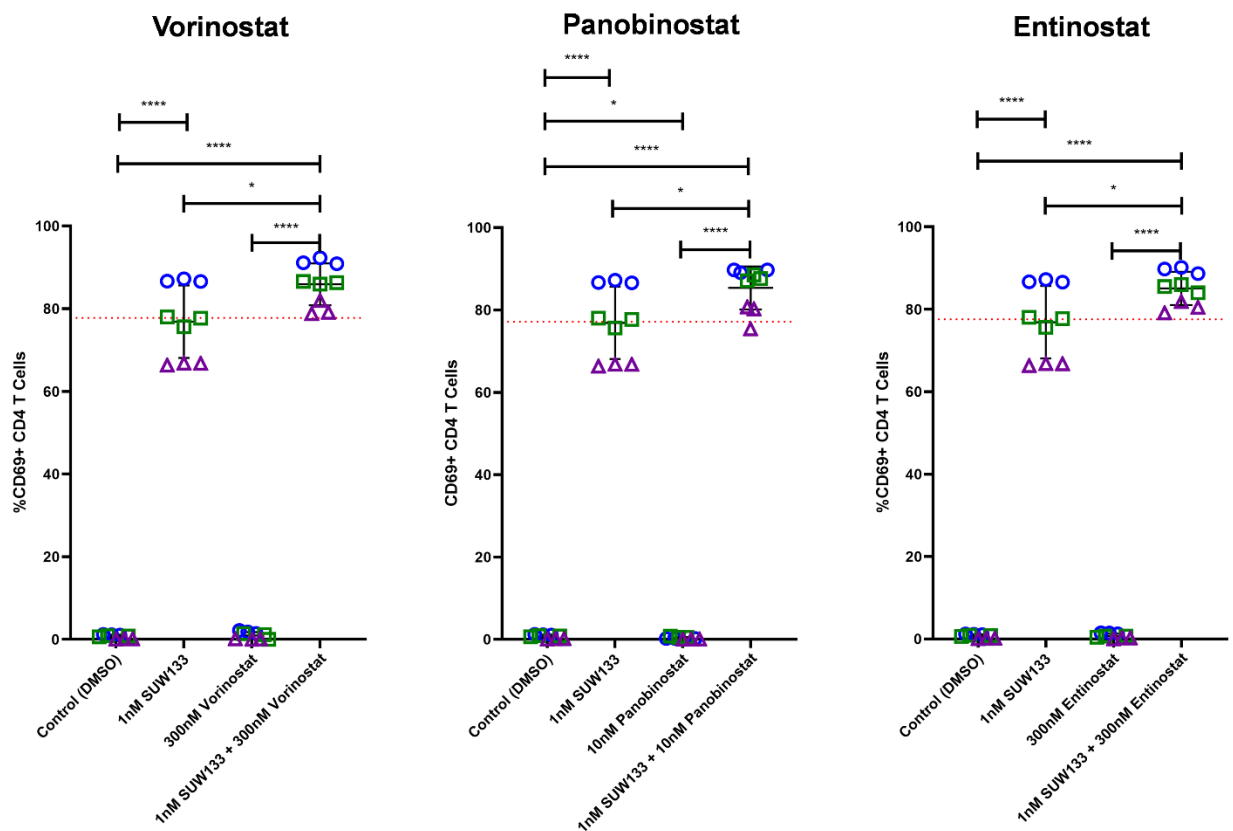 Vorinostat
****
****
*
****
%CD69+ CD4 T Cells
100
80
60
40
20
0
Control (DMSO)
1nM SUW133
300nM Vorinostat
1nM SUW133 + 300nM Vorinostat
Panobinostat
****
*
****
*
****
CD69+ CD4 T Cells
100
80
60
40
20
0
Control (DMSO)
1nM SUW133
10nM Panobinostat
1nM SUW133 + 10nM Panobinostat
Entinostat
****
****
*
****
%CD69+ CD4 T Cells
100
80
60
40
20
0
Control (DMSO)
1nM SUW133
300nM Entinostat
1nM SUW133 + 300nM Entinostat